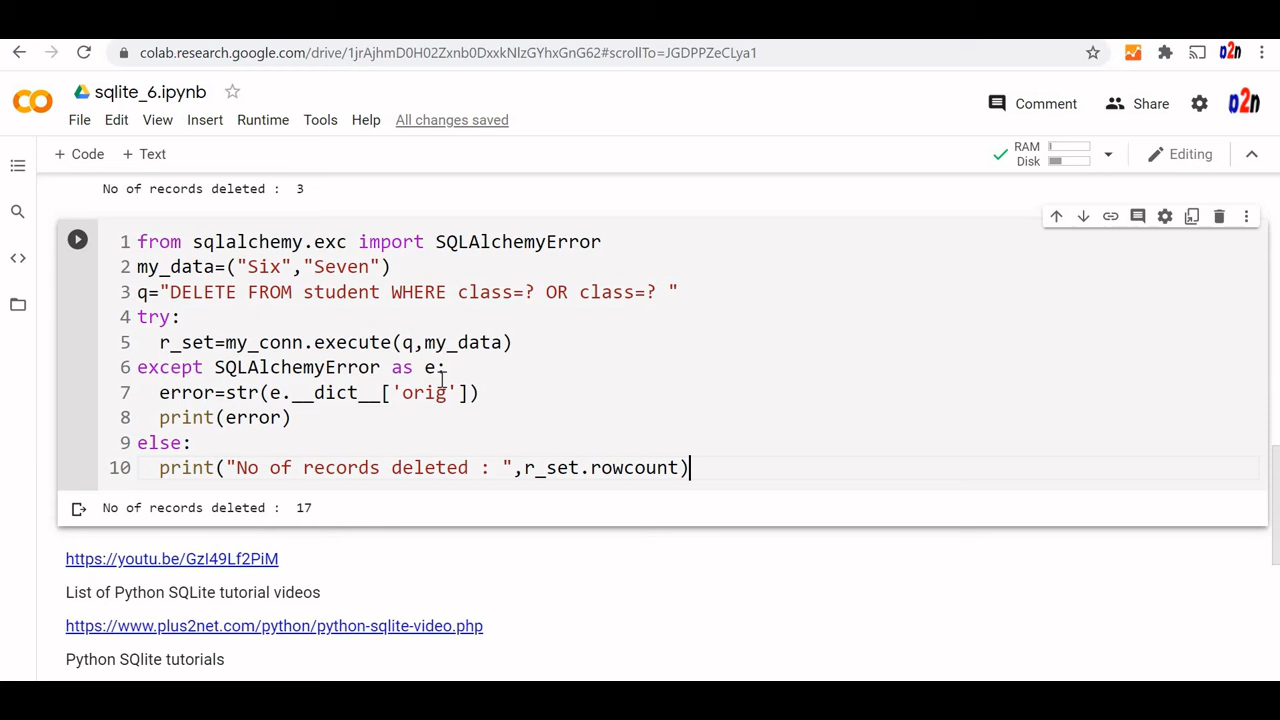 colab.research.google.com/drive/1jrAjhmD0H02Zxnb0DxxkNlzGYhxGnG62#scrollTo=JGDPPZeCLya1
sqlite_6.ipynb
File Edit View Insert Runtime Tools Help All changes saved
Comment Share d2n
+ Code + Text
RAM
Disk
Editing
No of records deleted :  3
1 from sqlalchemy.exc import SQLAlchemyError
2 my_data=("Six","Seven")
3 q="DELETE FROM student WHERE class=? OR class=? "
4 try:
5   r_set=my_conn.execute(q,my_data)
6 except SQLAlchemyError as e:
7   error=str(e.__dict__['orig'])
8   print(error)
9 else:
10   print("No of records deleted : ",r_set.rowcount)
No of records deleted :  17
https://youtu.be/GzI49Lf2PiM
List of Python SQLite tutorial videos
https://www.plus2net.com/python/python-sqlite-video.php
Python SQlite tutorials